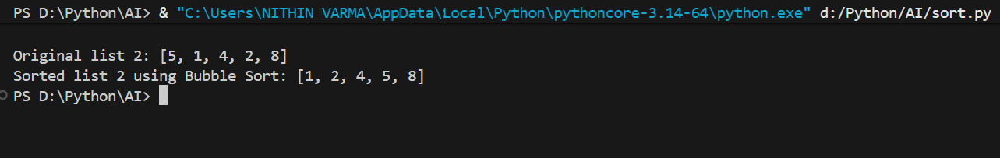 PS D:\Python\AI> & "C:\Users\NITHIN VARMA\AppData\Local\Python\pythoncore-3.14-64\python.exe" d:/Python/AI/sort.py
Original list 2: [5, 1, 4, 2, 8]
Sorted list 2 using Bubble Sort: [1, 2, 4, 5, 8]
PS D:\Python\AI>